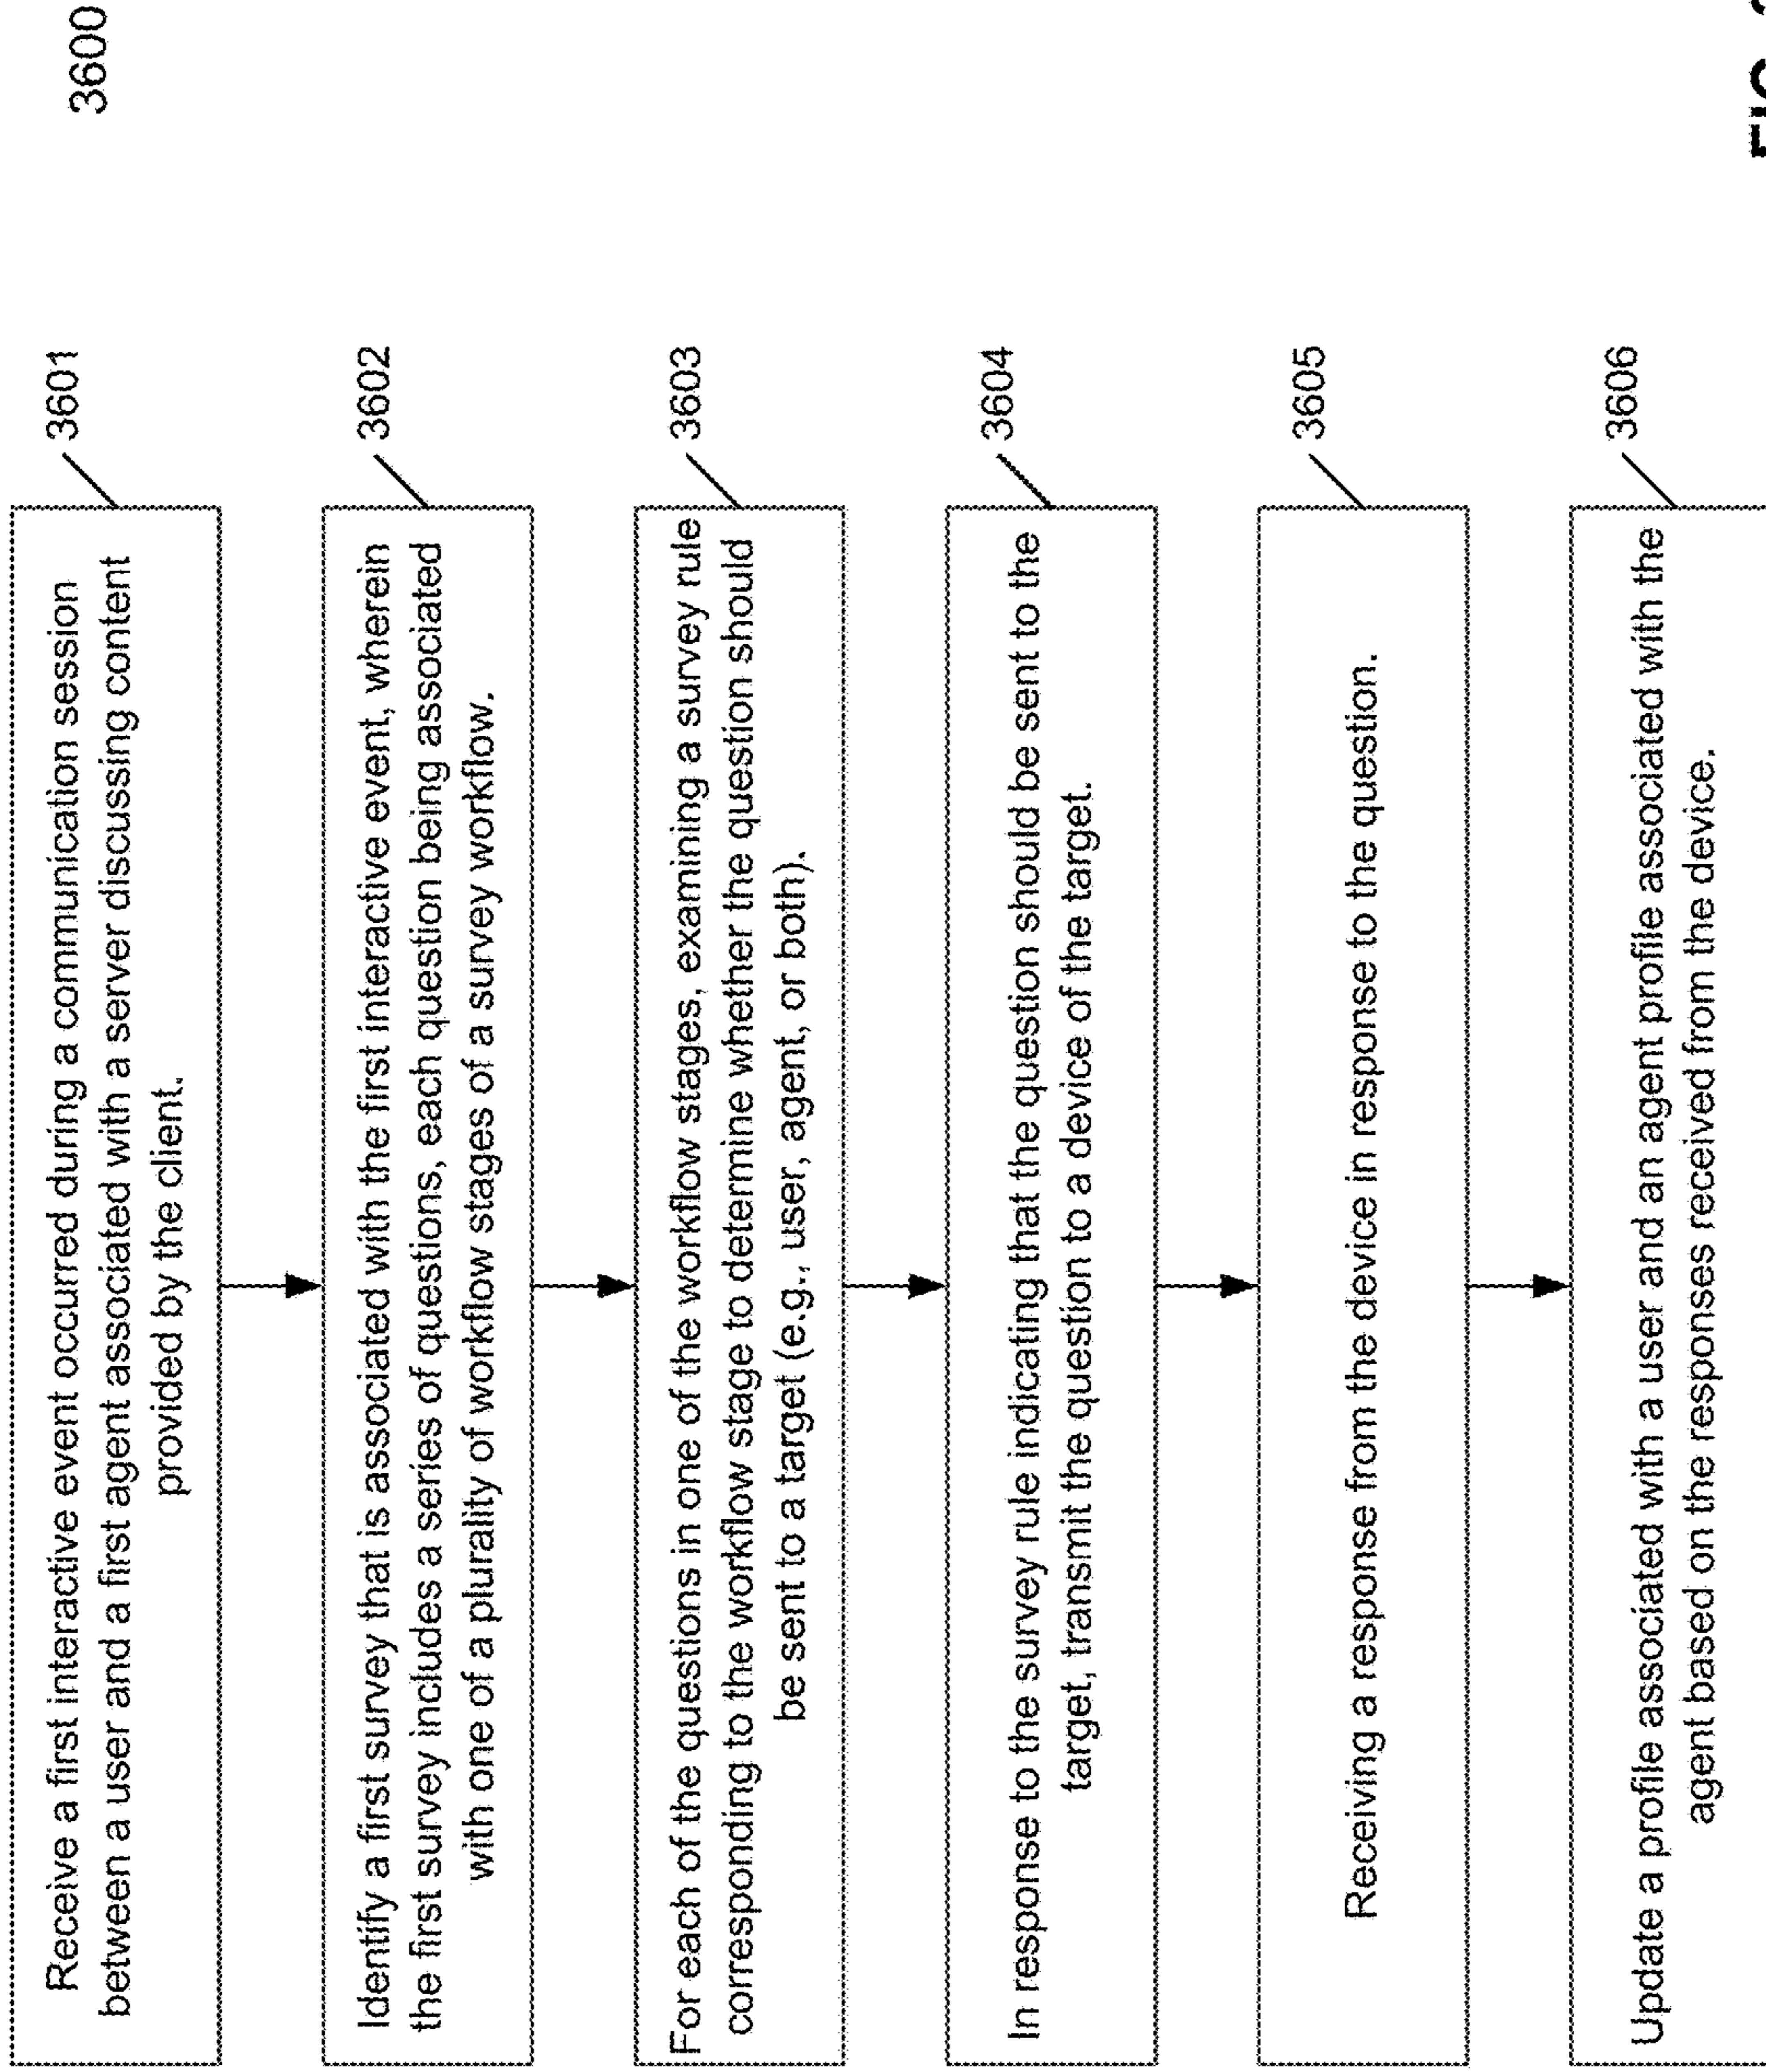 3600
Receive a first interactive event occurred during a communication session
between a user and a first agent associated with a server discussing content
provided by the client.
3601
Identify a first survey that is associated with the first interactive event, wherein
the first survey includes a series of questions, each question being associated
with one of a plurality of workflow stages of a survey workflow.
3602
For each of the questions in one of the workflow stages, examining a survey rule
corresponding to the workflow stage to determine whether the question should
be sent to a target (e.g., user, agent, or both).
3603
In response to the survey rule indicating that the question should be sent to the
target, transmit the question to a device of the target.
3604
Receiving a response from the device in response to the question.
3605
Update a profile associated with a user and an agent profile associated with the
agent based on the responses received from the device.
3606